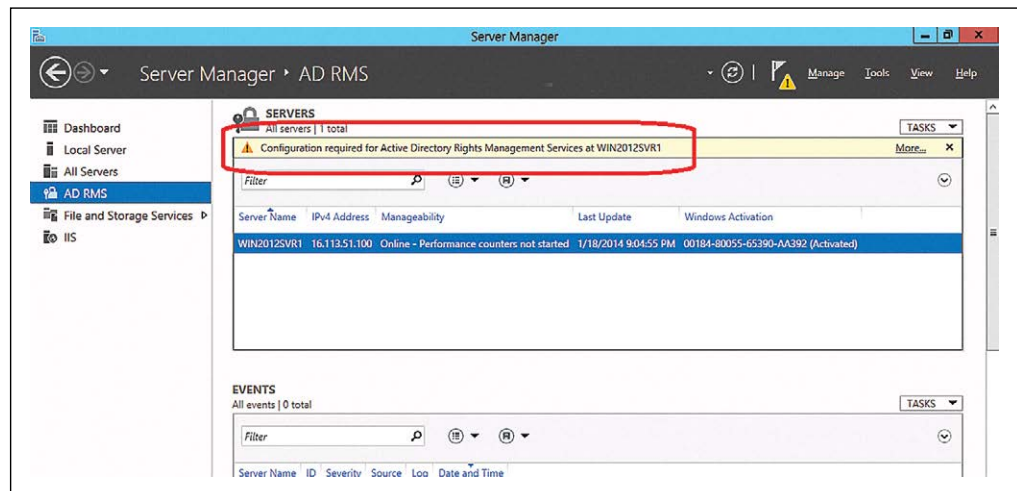 Server Manager
Server Manager • AD RMS
Manage Tools View Help
Dashboard
Local Server
All Servers
AD RMS
File and Storage Services
IIS
SERVERS
All servers | 1 total
TASKS
Configuration required for Active Directory Rights Management Services at WIN2012SVR1
More...
Filter
Server Name IPv4 Address Manageability Last Update Windows Activation
WIN2012SVR1 16.113.51.100 Online - Performance counters not started 1/18/2014 9:04:55 PM 00184-80055-65390-AA392 (Activated)
EVENTS
All events | 0 total
TASKS
Filter
Server Name ID Severity Source Log Date and Time